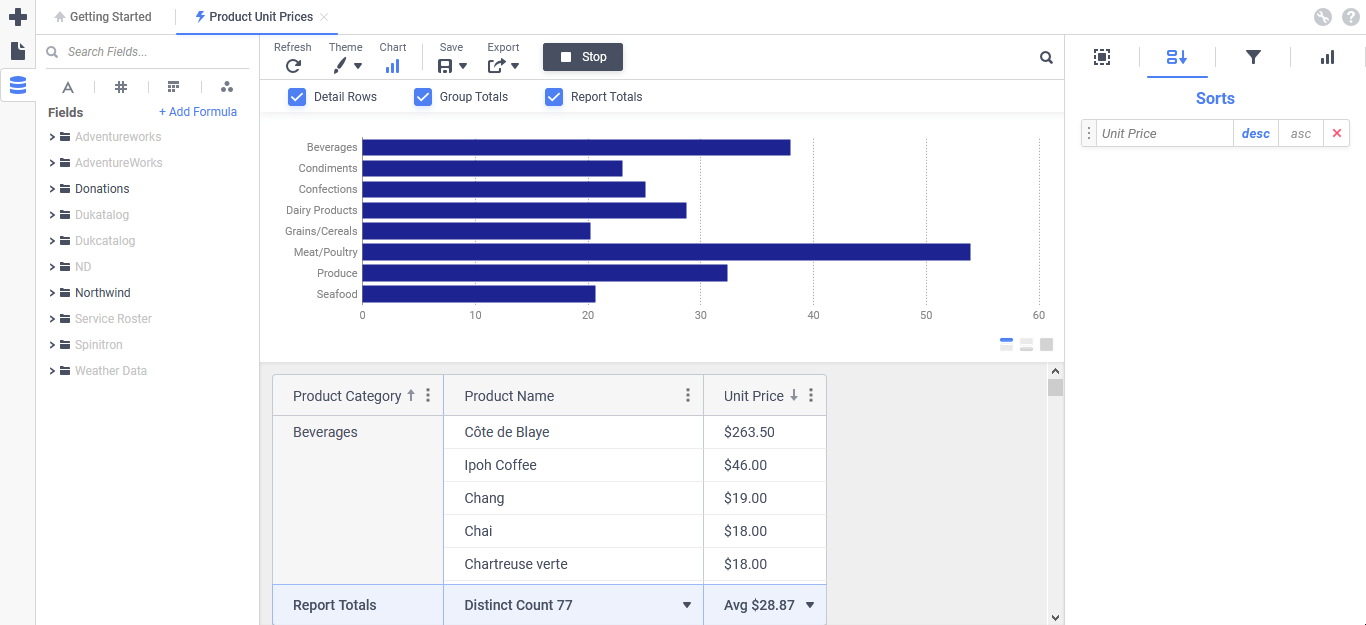 Getting Started
Product Unit Prices
Search Fields...
Fields
+ Add Formula
Adventureworks
AdventureWorks
Donations
Dukatalog
Dukcatalog
ND
Northwind
Service Roster
Spinitron
Weather Data
Refresh Theme Chart Save Export
Stop
Detail Rows Group Totals Report Totals
Beverages
Condiments
Confections
Dairy Products
Grains/Cereals
Meat/Poultry
Produce
Seafood
0 10 20 30 40 50 60
Product Category Product Name Unit Price
Beverages Côte de Blaye $263.50
Ipoh Coffee $46.00
Chang $19.00
Chai $18.00
Chartreuse verte $18.00
Report Totals Distinct Count 77 Avg $28.87
Sorts
Unit Price desc asc